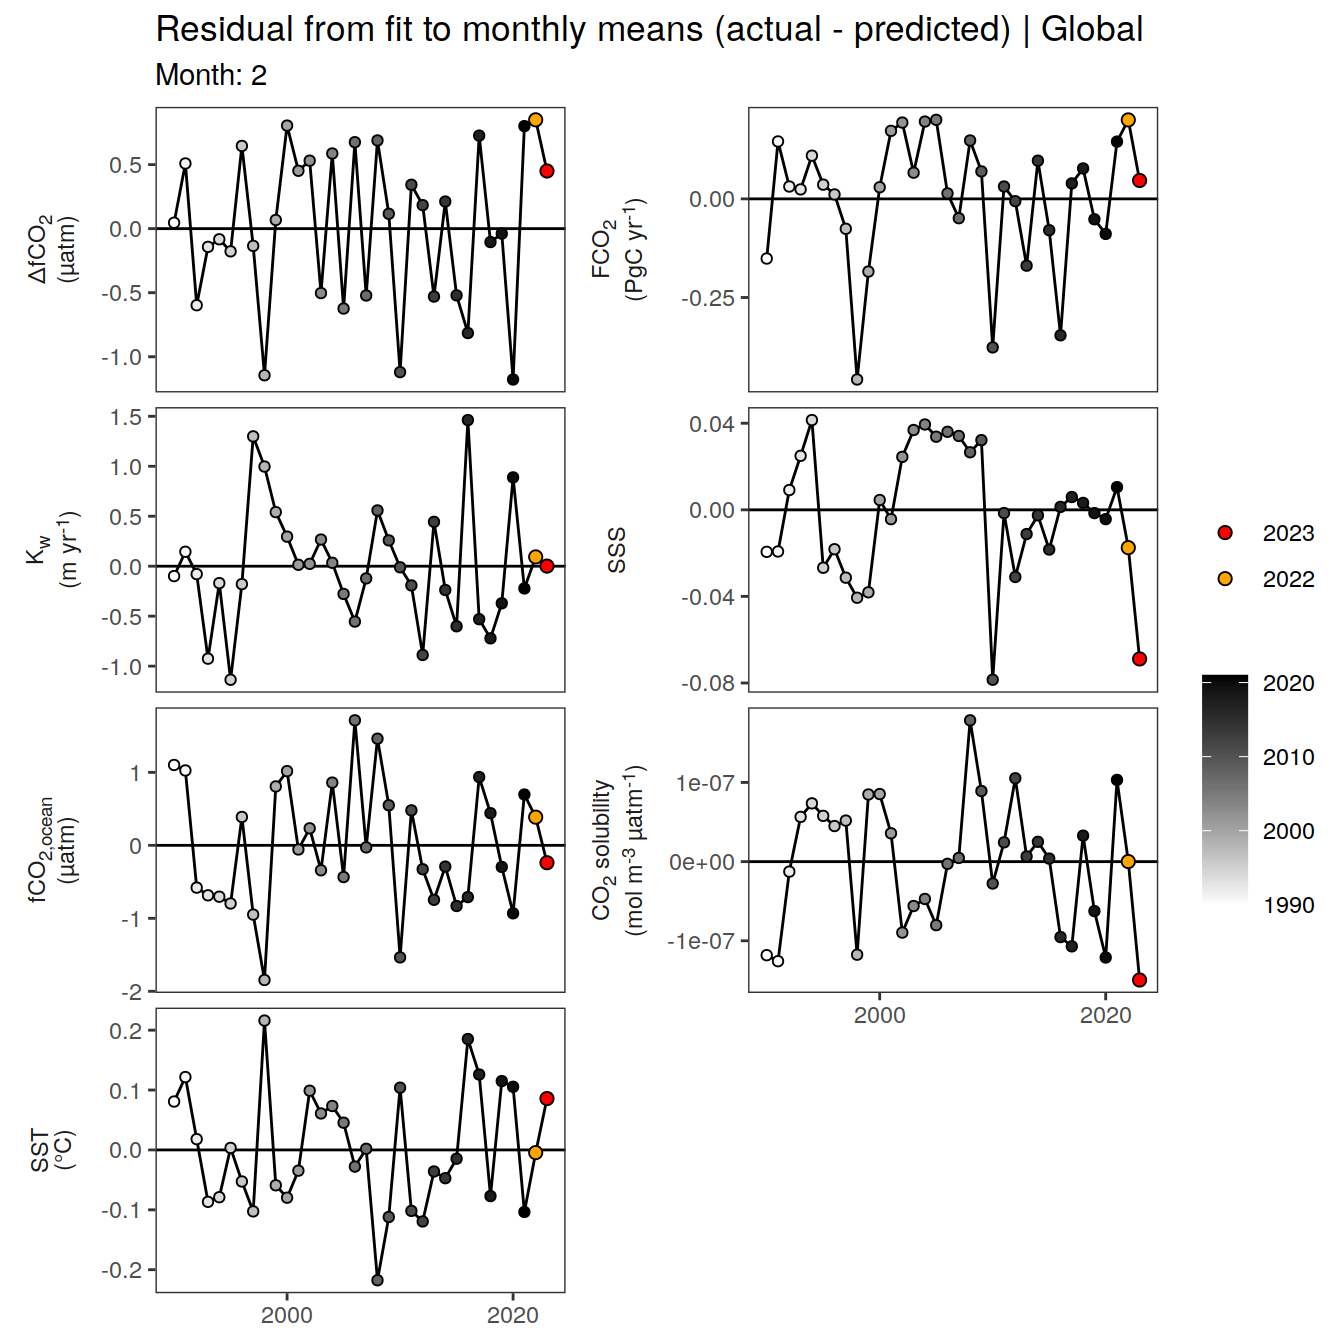 Residual from fit to monthly means (actual - predicted) | Global
Month: 2
ΔfCO2
(µatm)
0.5
0.0
-0.5
-1.0
FCO2
(PgC yr-1)
0.00
-0.25
Kw
(m yr-1)
1.5
1.0
0.5
0.0
-0.5
-1.0
SSS
0.04
0.00
-0.04
-0.08
fCO2,ocean
(µatm)
1
0
-1
-2
CO2 solubility
(mol m-3 µatm-1)
1e-07
0e+00
-1e-07
2000
2020
SST
(°C)
0.2
0.1
0.0
-0.1
-0.2
2000
2020
2023
2022
2020
2010
2000
1990